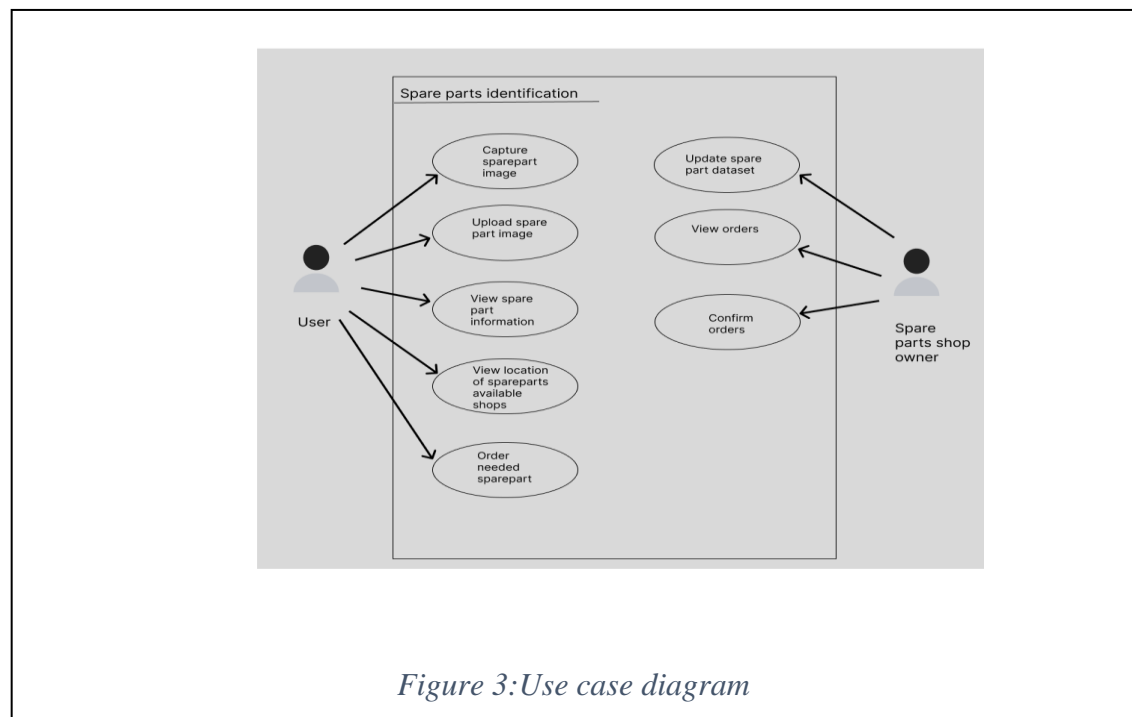 Spare parts identification
Capture
sparepart
image
Upload spare
part image
View spare
part
information
View location
of spareparts
available
shops
Order
needed
sparepart
Update spare
part dataset
View orders
Confirm
orders
User
Spare
parts shop
owner
Figure 3:Use case diagram